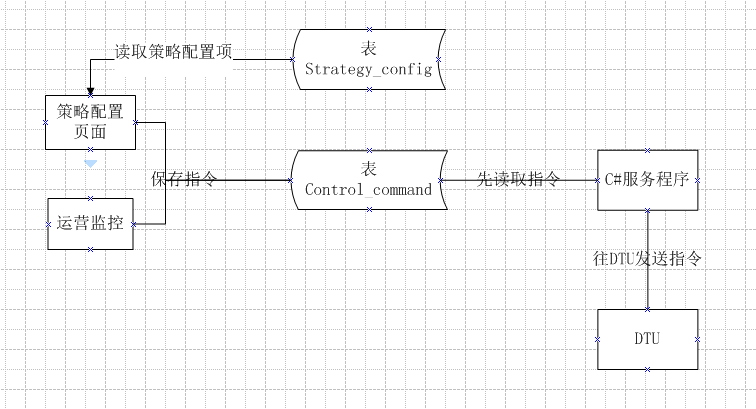 读取策略配置项
表
Strategy_config
策略配置
页面
保存指令
表
Control_command
先读取指令
C#服务程序
运营监控
往DTU发送指令
DTU